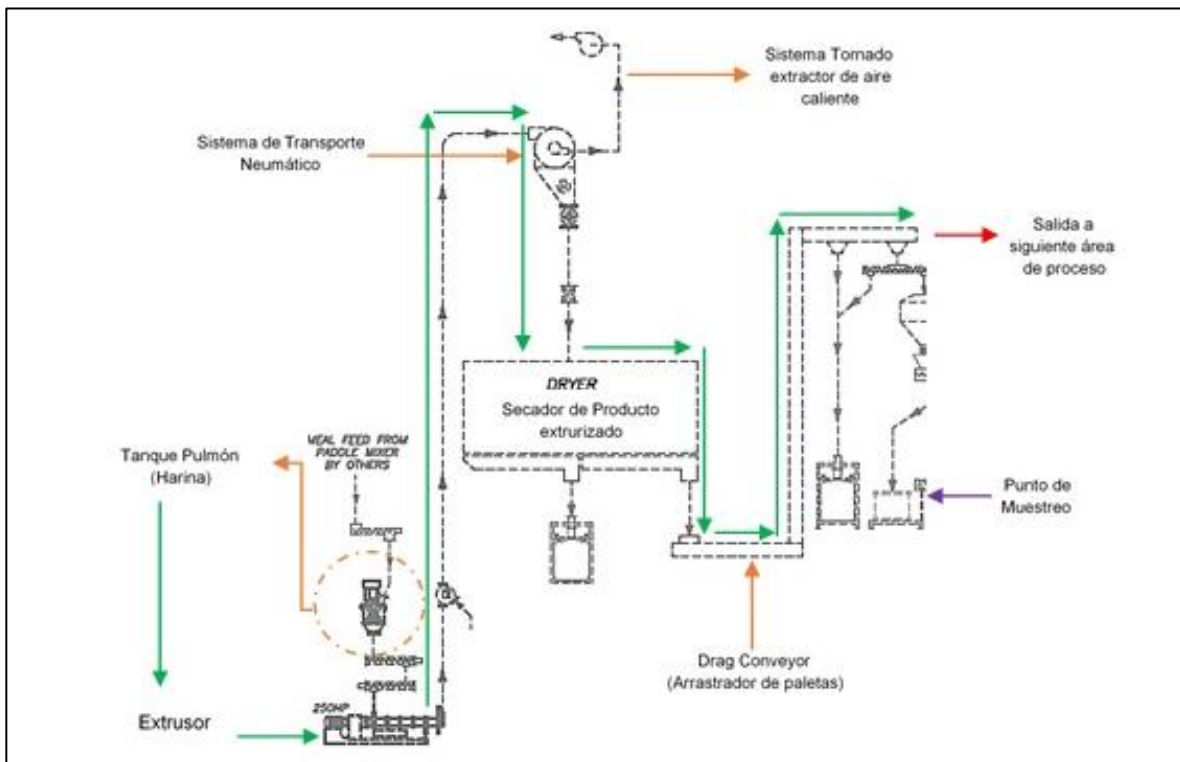 Sistema Tornado
extractor de aire
caliente
Sistema de Transporte
Neumático
Salida a
siguiente área
de proceso
DRYER
Secador de Producto
extrurizado
MEAL FEED FROM
PADDLE MIXER
BY OTHERS
Tanque Pulmón
(Harina)
Punto de
Muestreo
Drag Conveyor
(Arrastrador de paletas)
250HP
Extrusor